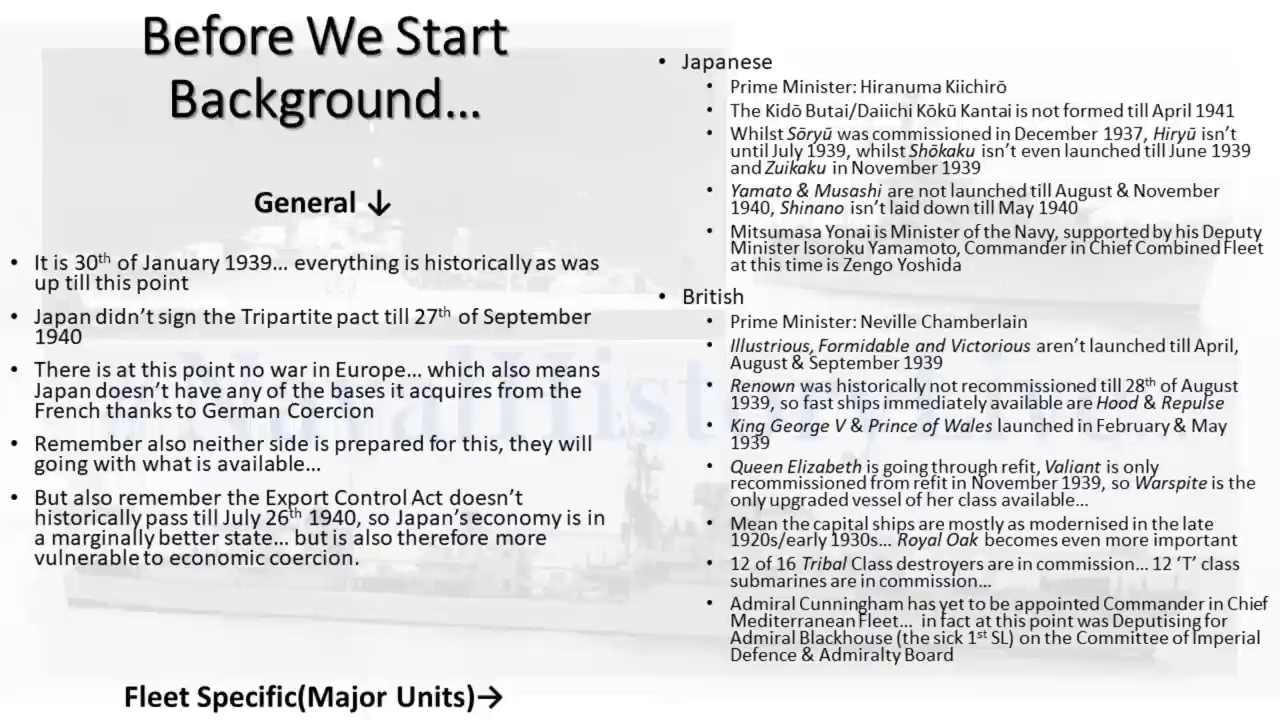 Before We Start
Background...
General ↓
• It is 30th of January 1939... everything is historically as was
up till this point
• Japan didn't sign the Tripartite pact till 27th of September
1940
• There is at this point no war in Europe... which also means
Japan doesn't have any of the bases it acquires from the
French thanks to German Coercion
• Remember also neither side is prepared for this, they will
going with what is available...
• But also remember the Export Control Act doesn't
historically pass till July 26th 1940, so Japan's economy is in
a marginally better state... but is also therefore more
vulnerable to economic coercion.
Fleet Specific(Major Units)→
• Japanese
• Prime Minister: Hiranuma Kiichirō
• The Kidō Butai/Daiichi Kōkū Kantai is not formed till April 1941
• Whilst Sōryū was commissioned in December 1937, Hiryū isn't
until July 1939, whilst Shōkaku isn't even launched till June 1939
and Zuikaku in November 1939
• Yamato & Musashi are not launched till August & November
1940, Shinano isn't laid down till May 1940
• Mitsumasa Yonai is Minister of the Navy, supported by his Deputy
Minister Isoroku Yamamoto, Commander in Chief Combined Fleet
at this time is Zengo Yoshida
• British
• Prime Minister: Neville Chamberlain
• Illustrious, Formidable and Victorious aren't launched till April,
August & September 1939
• Renown was historically not recommissioned till 28th of August
1939, so fast ships immediately available are Hood & Repulse
• King George V & Prince of Wales launched in February & May
1939
• Queen Elizabeth is going through refit, Valiant is only
recommissioned from refit in November 1939, so Warspite is the
only upgraded vessel of her class available...
• Mean the capital ships are mostly as modernised in the late
1920s/early 1930s... Royal Oak becomes even more important
• 12 of 16 Tribal Class destroyers are in commission... 12 'T' class
submarines are in commission...
• Admiral Cunningham has yet to be appointed Commander in Chief
Mediterranean Fleet... in fact at this point was Deputising for
Admiral Blackhouse (the sick 1st SL) on the Committee of Imperial
Defence & Admiralty Board